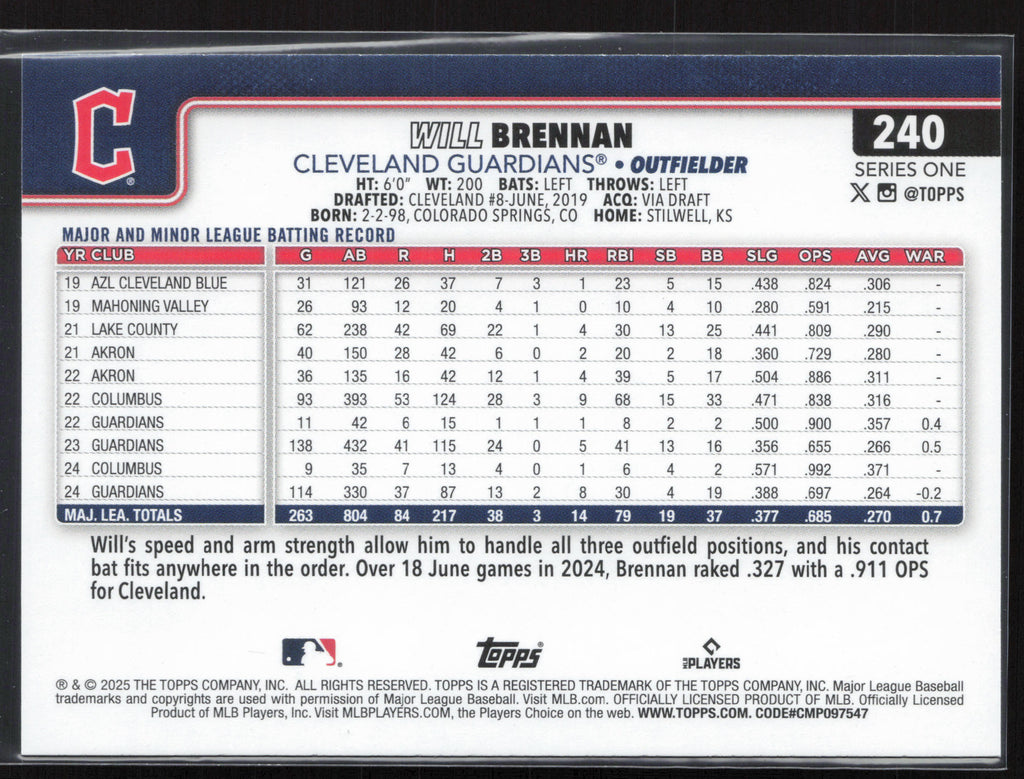 C
®
WILL BRENNAN
240
CLEVELAND GUARDIANS® • OUTFIELDER
SERIES ONE
HT: 6'0" WT: 200 BATS: LEFT THROWS: LEFT
X @TOPPS
DRAFTED: CLEVELAND #8-JUNE, 2019 ACQ: VIA DRAFT
BORN: 2-2-98, COLORADO SPRINGS, CO HOME: STILWELL, KS
MAJOR AND MINOR LEAGUE BATTING RECORD
YR CLUB G AB R H 2B 3B HR RBI SB BB SLG OPS AVG WAR
19 AZL CLEVELAND BLUE 31 121 26 37 7 3 1 23 5 15 .438 .824 .306 -
19 MAHONING VALLEY 26 93 12 20 4 1 0 10 4 10 .280 .591 .215 -
21 LAKE COUNTY 62 238 42 69 22 1 4 30 13 25 .441 .809 .290 -
21 AKRON 40 150 28 42 6 0 2 20 2 18 .360 .729 .280 -
22 AKRON 36 135 16 42 12 1 4 39 5 17 .504 .886 .311 -
22 COLUMBUS 93 393 53 124 28 3 9 68 15 33 .471 .838 .316 -
22 GUARDIANS 11 42 6 15 1 1 1 8 2 2 .500 .900 .357 0.4
23 GUARDIANS 138 432 41 115 24 0 5 41 13 16 .356 .655 .266 0.5
24 COLUMBUS 9 35 7 13 4 0 1 6 4 2 .571 .992 .371 -
24 GUARDIANS 114 330 37 87 13 2 8 30 4 19 .388 .697 .264 -0.2
MAJ. LEA. TOTALS 263 804 84 217 38 3 14 79 19 37 .377 .685 .270 0.7
Will's speed and arm strength allow him to handle all three outfield positions, and his contact
bat fits anywhere in the order. Over 18 June games in 2024, Brennan raked .327 with a .911 OPS
for Cleveland.
Topps® PLAYERS
® & © 2025 THE TOPPS COMPANY, INC. ALL RIGHTS RESERVED. TOPPS IS A REGISTERED TRADEMARK OF THE TOPPS COMPANY, INC. Major League Baseball
trademarks and copyrights are used with permission of Major League Baseball. Visit MLB.com. OFFICIALLY LICENSED PRODUCT OF MLB. Officially Licensed
Product of MLB Players, Inc. Visit MLBPLAYERS.COM, the Players Choice on the web. WWW.TOPPS.COM. CODE#CMP097547